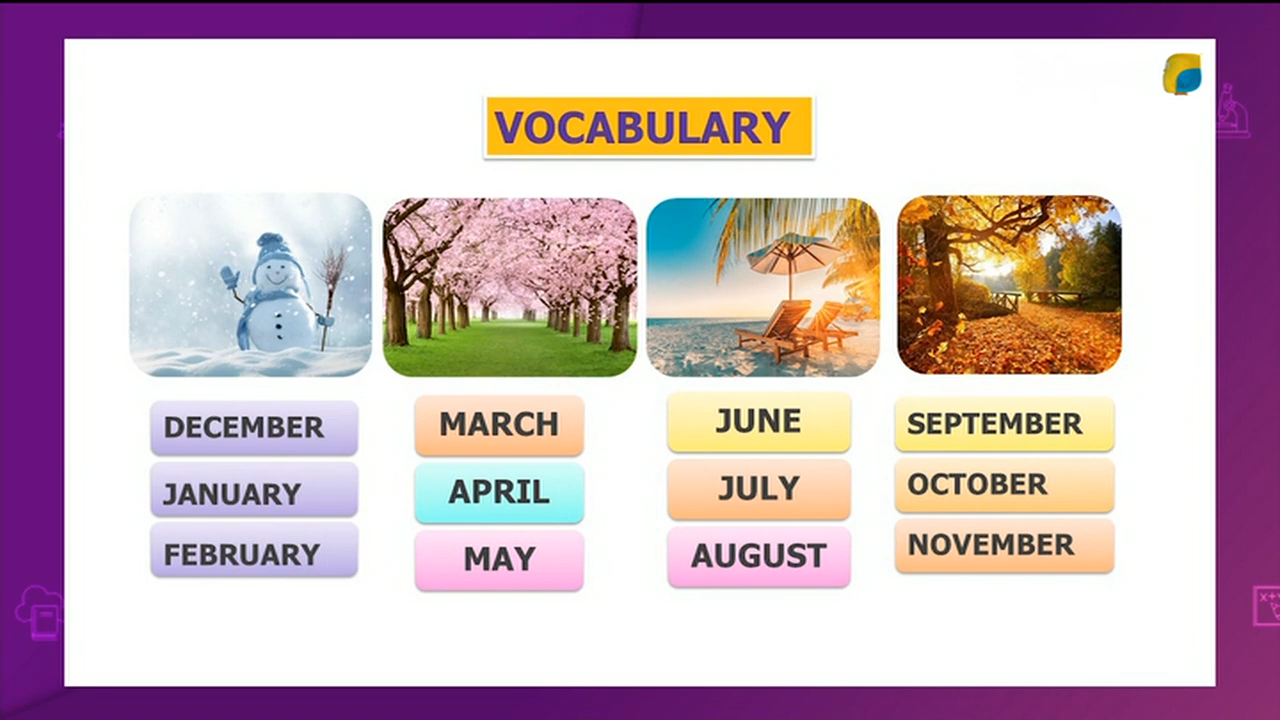 VOCABULARY
DECEMBER
JANUARY
FEBRUARY
MARCH
APRIL
MAY
JUNE
JULY
AUGUST
SEPTEMBER
OCTOBER
NOVEMBER